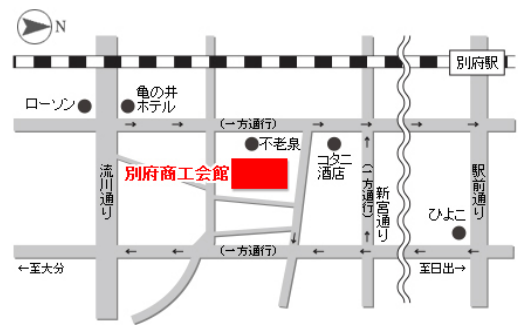 N
別府駅
ローソン
亀の井
ホテル
(一方通行)
不老泉
コタニ
酒店
別府商工会館
流川通り
(一方通行)
新宮通り
駅前通り
ひよこ
(一方通行)
←至大分
至日出→